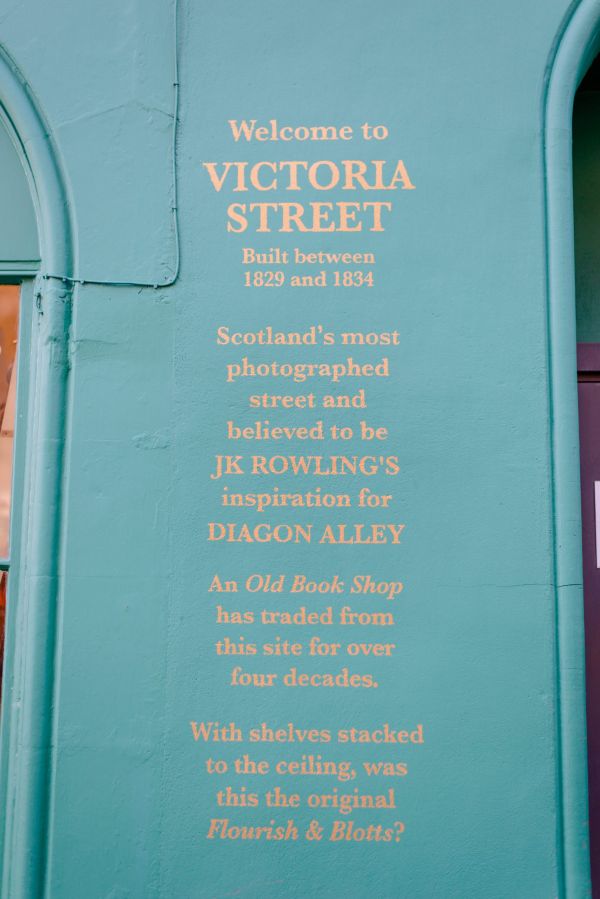 Welcome to
VICTORIA
STREET
Built between
1829 and 1834
Scotland's most
photographed
street and
believed to be
JK ROWLING'S
inspiration for
DIAGON ALLEY
An Old Book Shop
has traded from
this site for over
four decades.
With shelves stacked
to the ceiling, was
this the original
Flourish & Blotts?